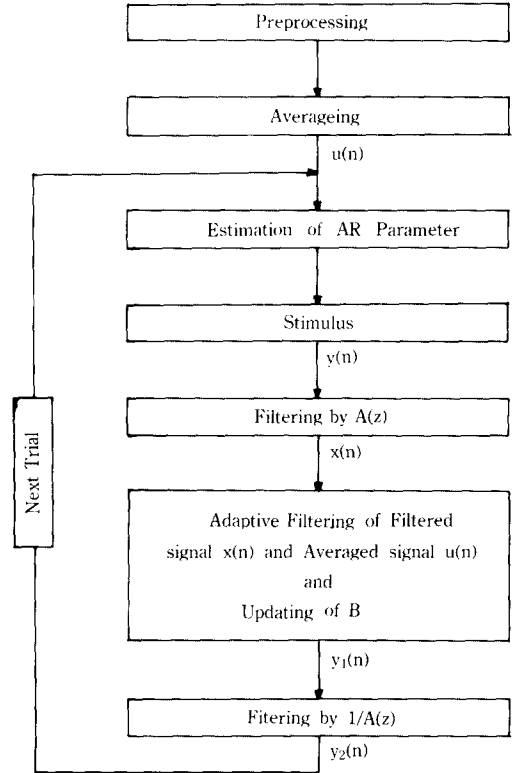 Preprocessing
Averageing
u(n)
Estimation of AR Parameter
Stimulus
y(n)
Filtering by A(z)
x(n)
Next Trial
Adaptive Filtering of Filtered
signal x(n) and Averaged signal u(n)
and
Updating of B
y₁(n)
Fitering by 1/A(z)
y₂(n)